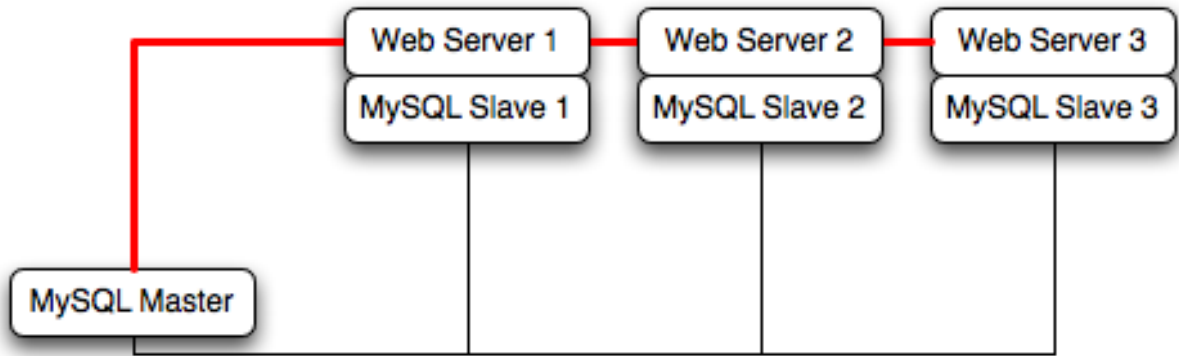 Web Server 1
Web Server 2
Web Server 3
MySQL Slave 1
MySQL Slave 2
MySQL Slave 3
MySQL Master